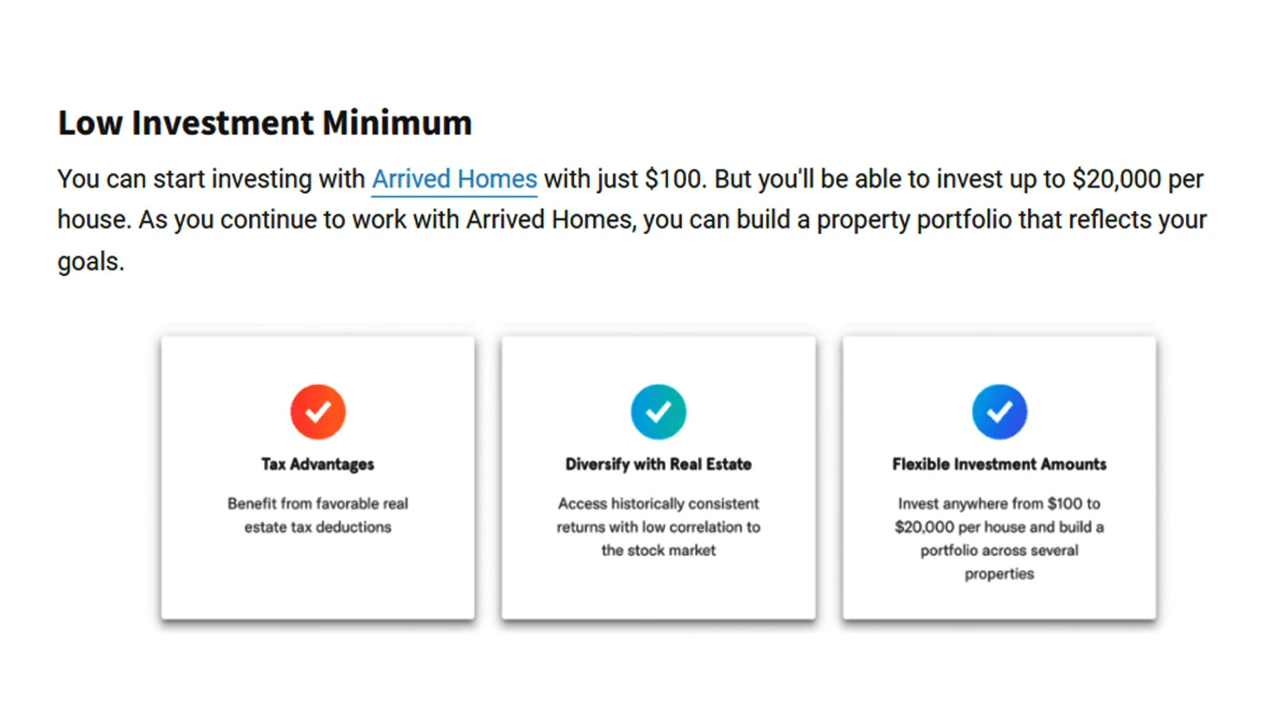 Low Investment Minimum
You can start investing with Arrived Homes with just $100. But you'll be able to invest up to $20,000 per
house. As you continue to work with Arrived Homes, you can build a property portfolio that reflects your
goals.
Tax Advantages
Benefit from favorable real
estate tax deductions
Diversify with Real Estate
Access historically consistent
returns with low correlation to
the stock market
Flexible Investment Amounts
Invest anywhere from $100 to
$20,000 per house and build a
portfolio across several
properties